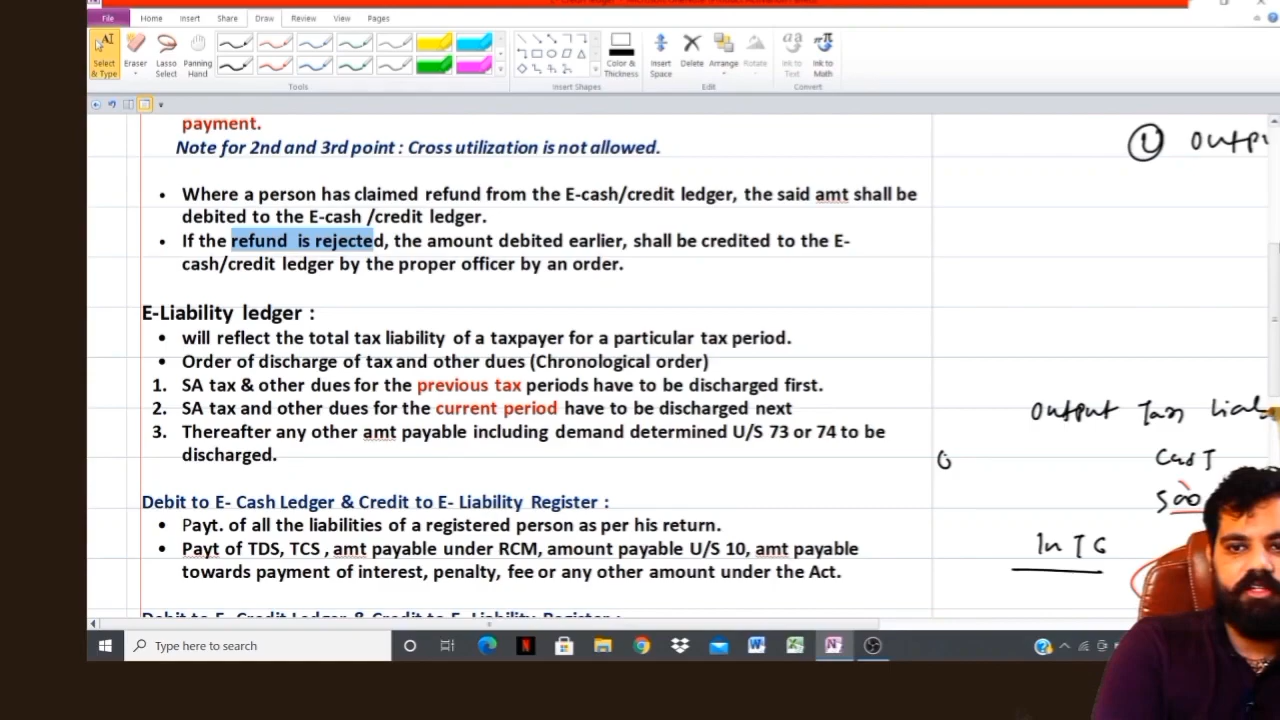 File Home Insert Share Draw Review View Pages
Select & Type Eraser Lasso Select Panning Hand Color & Thickness Insert Space Delete Arrange Rotate Ink to Text Ink to Math
Tools Insert Shapes Edit Convert
payment.
Note for 2nd and 3rd point : Cross utilization is not allowed.
• Where a person has claimed refund from the E-cash/credit ledger, the said amt shall be
debited to the E-cash /credit ledger.
• If the refund is rejected, the amount debited earlier, shall be credited to the E-
cash/credit ledger by the proper officer by an order.
E-Liability ledger :
• will reflect the total tax liability of a taxpayer for a particular tax period.
• Order of discharge of tax and other dues (Chronological order)
1. SA tax & other dues for the previous tax periods have to be discharged first.
2. SA tax and other dues for the current period have to be discharged next
3. Thereafter any other amt payable including demand determined U/S 73 or 74 to be
discharged.
Debit to E- Cash Ledger & Credit to E- Liability Register :
• Payt. of all the liabilities of a registered person as per his return.
• Payt of TDS, TCS , amt payable under RCM, amount payable U/S 10, amt payable
towards payment of interest, penalty, fee or any other amount under the Act.
Debit to E- Credit Ledger & Credit to E- Liability Register :
① Outpu
Output Tax Liab
Type here to search